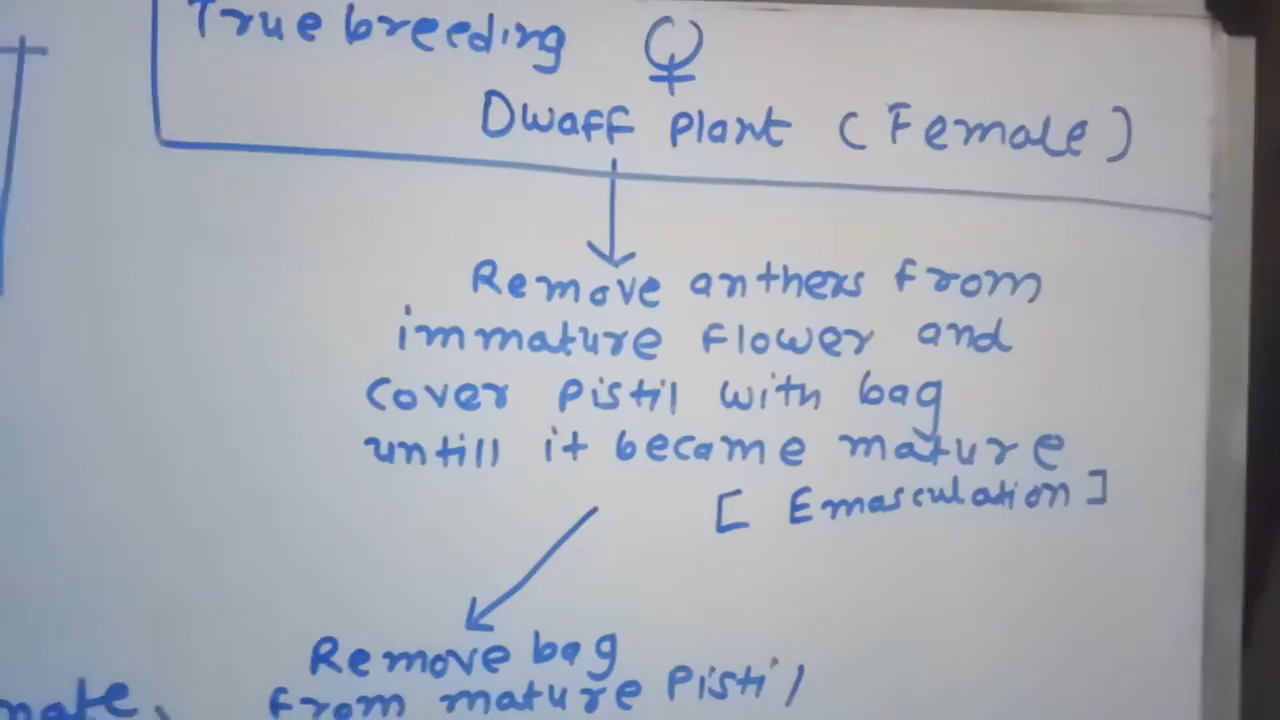 True breeding ♀
Dwaff plant (Female)
Remove anthers from
immature flower and
cover pistil with bag
untill it became mature
[Emasculation]
Remove bag
from mature pistil